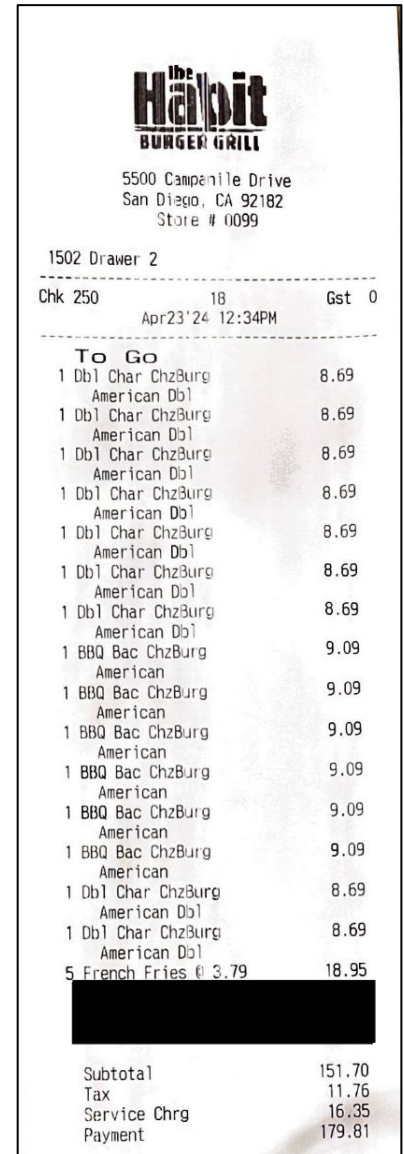 the
Habit
BURGER GRILL
5500 Campanile Drive
San Diego, CA 92182
Store # 0099
1502 Drawer 2
Chk 250 18 Gst 0
Apr23'24 12:34PM
To Go
1 Dbl Char ChzBurg 8.69
American Dbl
1 Dbl Char ChzBurg 8.69
American Dbl
1 Dbl Char ChzBurg 8.69
American Dbl
1 Dbl Char ChzBurg 8.69
American Dbl
1 Dbl Char ChzBurg 8.69
American Dbl
1 Dbl Char ChzBurg 8.69
American Dbl
1 Dbl Char ChzBurg 8.69
American Dbl
1 BBQ Bac ChzBurg 9.09
American
1 BBQ Bac ChzBurg 9.09
American
1 BBQ Bac ChzBurg 9.09
American
1 BBQ Bac ChzBurg 9.09
American
1 BBQ Bac ChzBurg 9.09
American
1 BBQ Bac ChzBurg 9.09
American
1 Dbl Char ChzBurg 8.69
American Dbl
1 Dbl Char ChzBurg 8.69
American Dbl
5 French Fries @ 3.79 18.95
Subtotal 151.70
Tax 11.76
Service Chrg 16.35
Payment 179.81